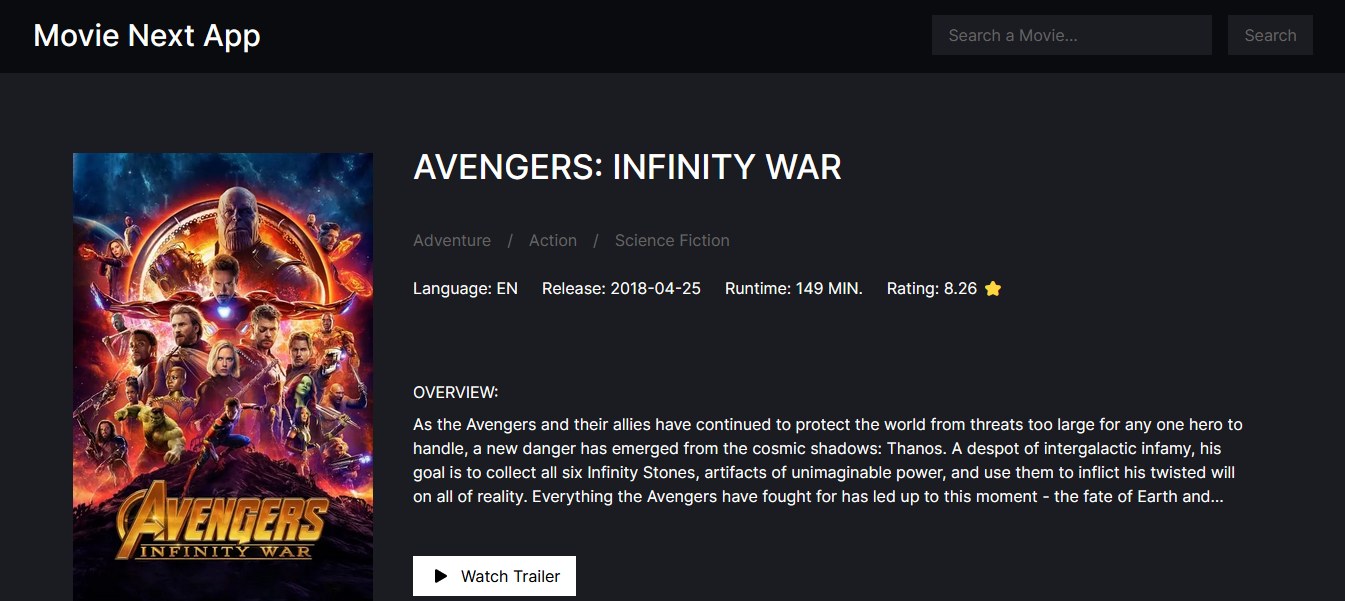 Movie Next App
Search a Movie...
Search
AVENGERS: INFINITY WAR
Adventure / Action / Science Fiction
Language: EN Release: 2018-04-25 Runtime: 149 MIN. Rating: 8.26
OVERVIEW:
As the Avengers and their allies have continued to protect the world from threats too large for any one hero to
handle, a new danger has emerged from the cosmic shadows: Thanos. A despot of intergalactic infamy, his
goal is to collect all six Infinity Stones, artifacts of unimaginable power, and use them to inflict his twisted will
on all of reality. Everything the Avengers have fought for has led up to this moment - the fate of Earth and...
Watch Trailer
AVENGERS
INFINITY WAR